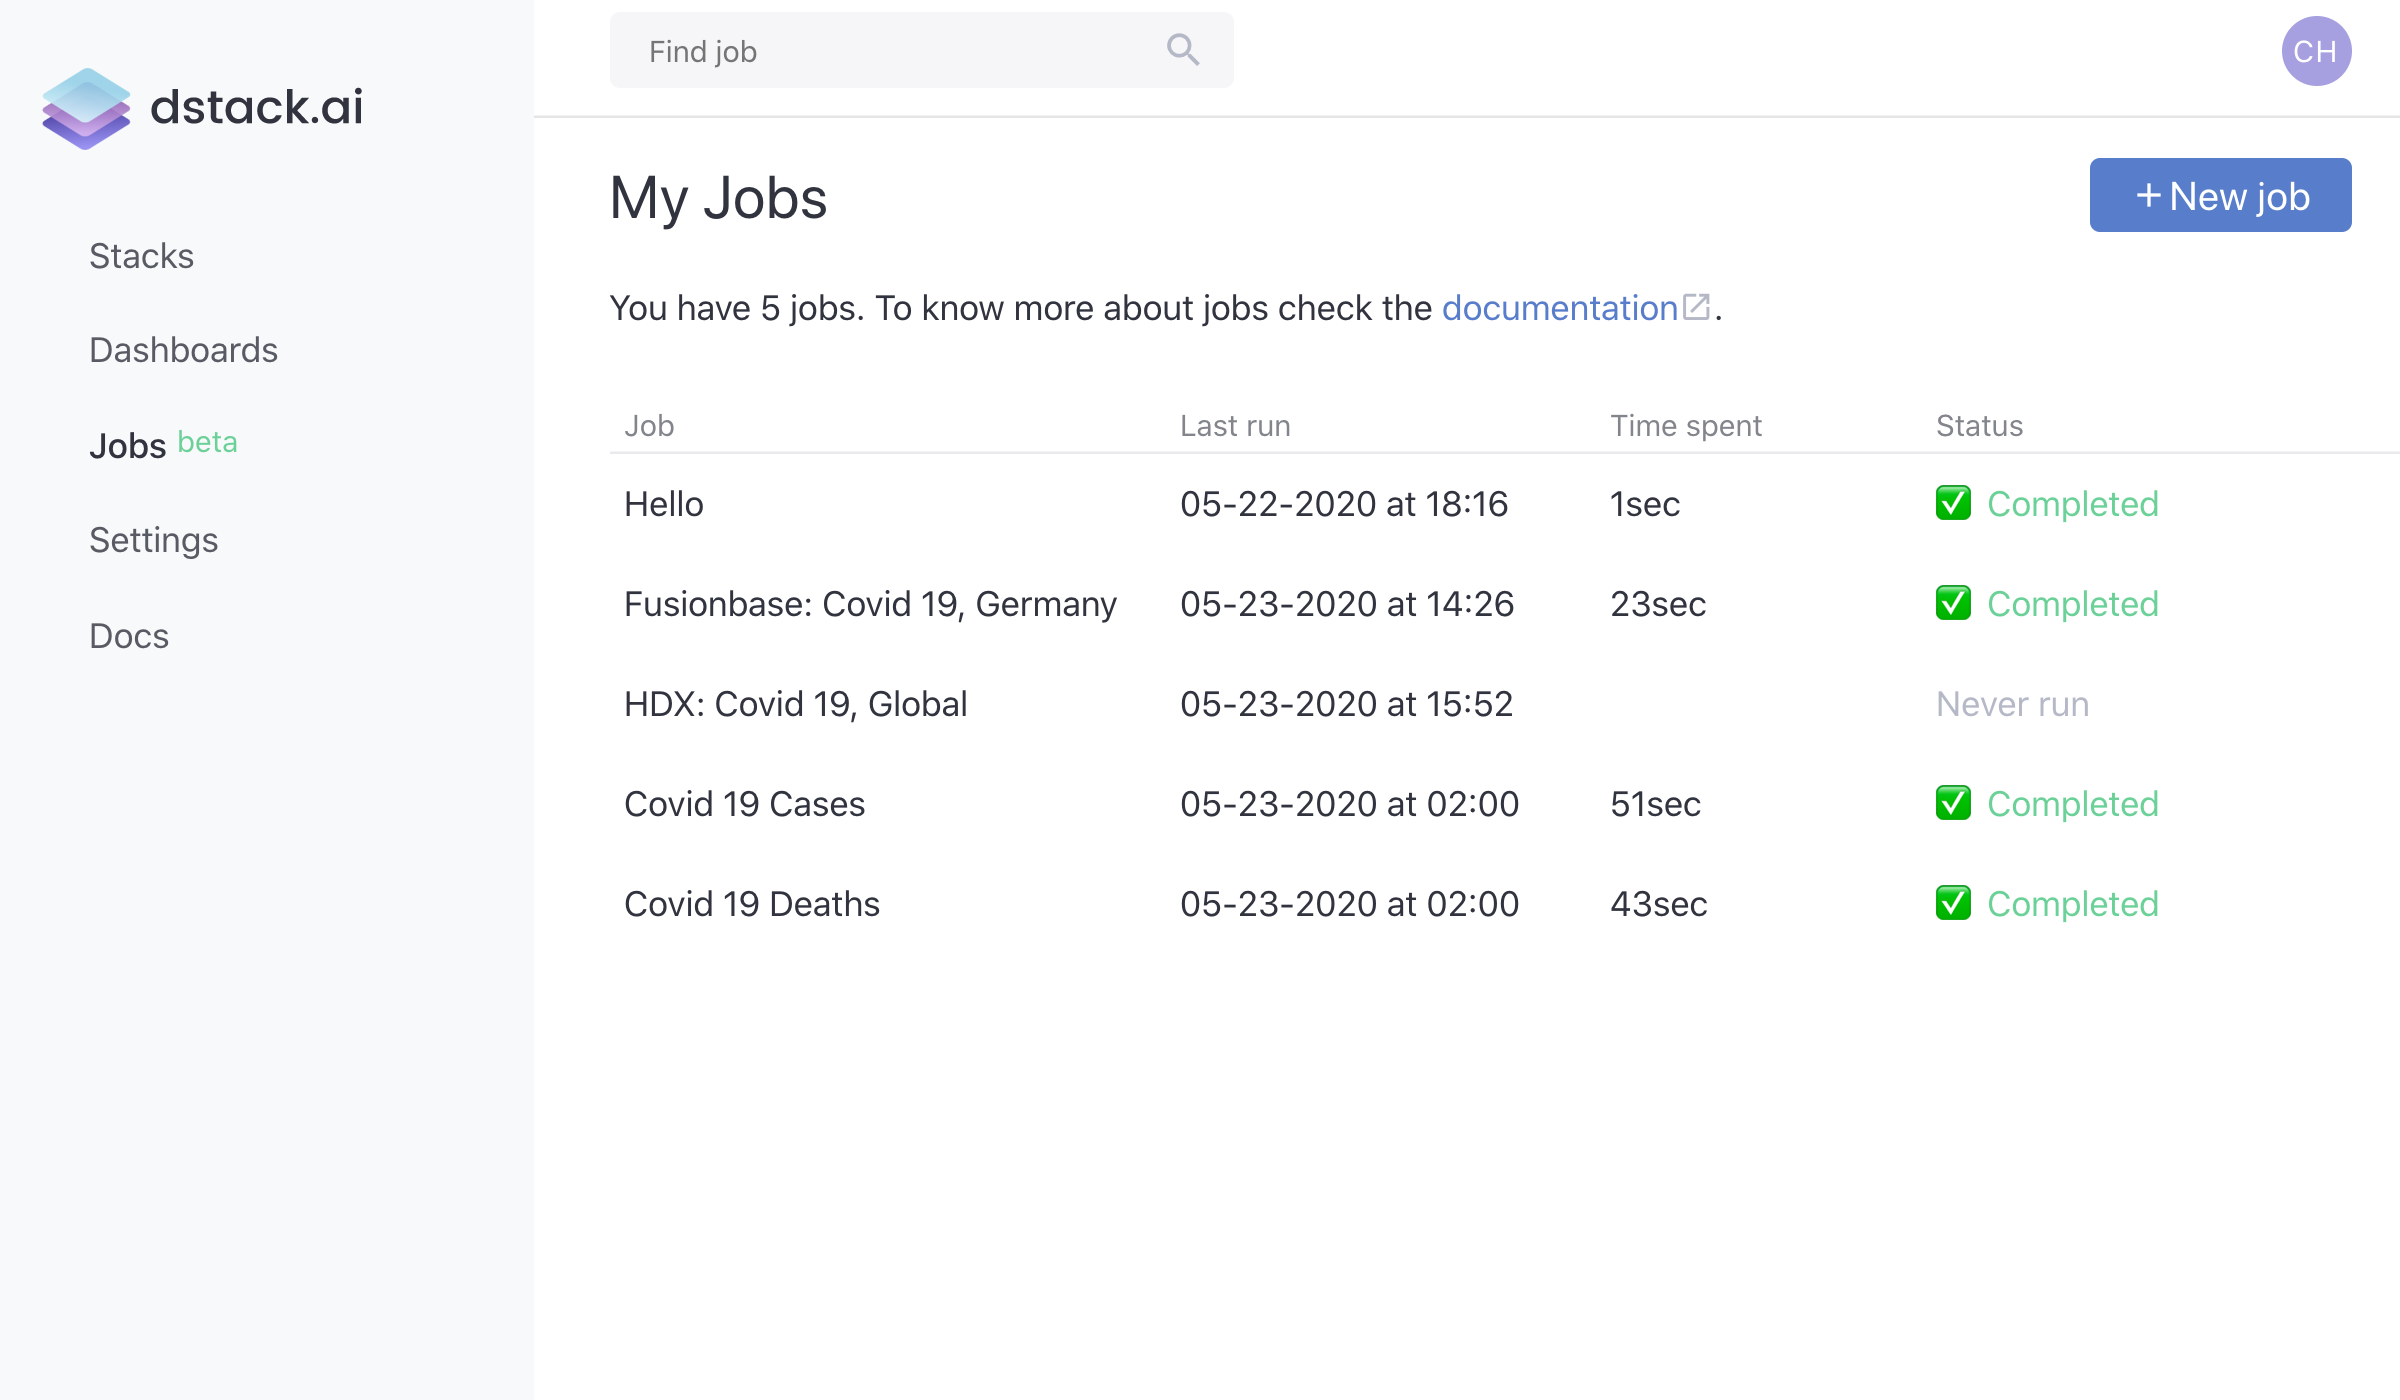 dstack.ai
Stacks
Dashboards
Jobs beta
Settings
Docs
Find job
CH
My Jobs
+ New job
You have 5 jobs. To know more about jobs check the documentation.
Job Last run Time spent Status
Hello 05-22-2020 at 18:16 1sec ✅ Completed
Fusionbase: Covid 19, Germany 05-23-2020 at 14:26 23sec ✅ Completed
HDX: Covid 19, Global 05-23-2020 at 15:52 Never run
Covid 19 Cases 05-23-2020 at 02:00 51sec ✅ Completed
Covid 19 Deaths 05-23-2020 at 02:00 43sec ✅ Completed